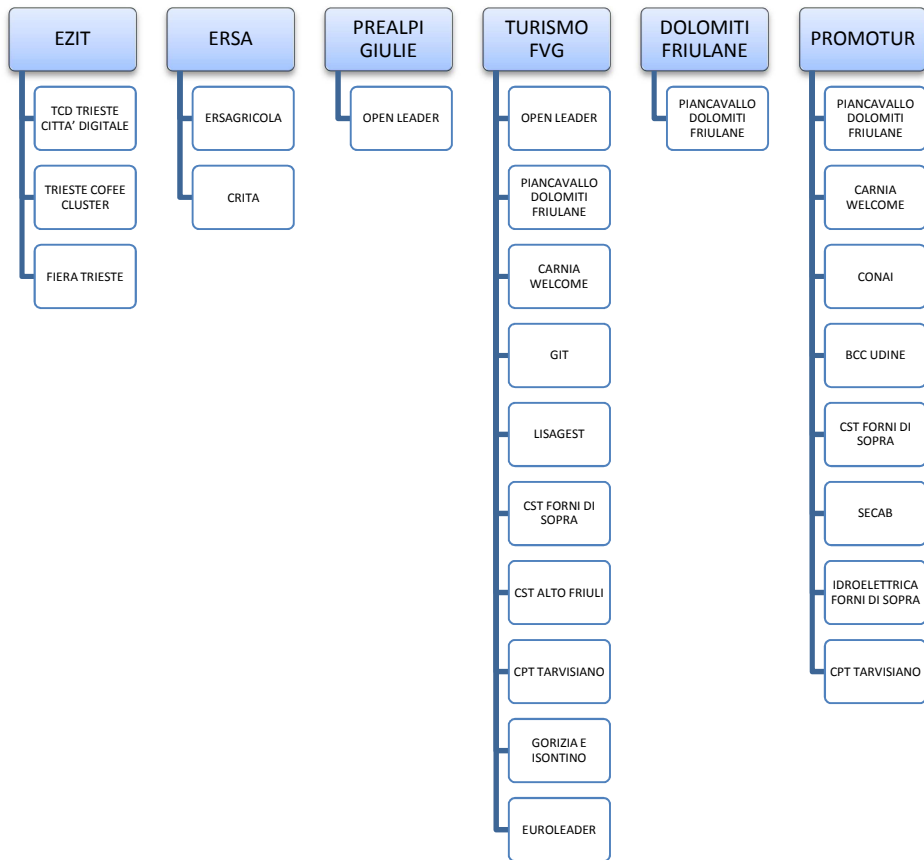 EZIT
TCD TRIESTE
CITTA’ DIGITALE
TRIESTE COFEE
CLUSTER
FIERA TRIESTE
ERSA
ERSAGRICOLA
CRITA
PREALPI
GIULIE
OPEN LEADER
TURISMO
FVG
OPEN LEADER
PIANCAVALLO
DOLOMITI
FRIULANE
CARNIA
WELCOME
GIT
LISAGEST
CST FORNI DI
SOPRA
CST ALTO FRIULI
CPT TARVISIANO
GORIZIA E
ISONTINO
EUROLEADER
DOLOMITI
FRIULANE
PIANCAVALLO
DOLOMITI
FRIULANE
PROMOTUR
PIANCAVALLO
DOLOMITI
FRIULANE
CARNIA
WELCOME
CONAI
BCC UDINE
CST FORNI DI
SOPRA
SECAB
IDROELETTRICA
FORNI DI SOPRA
CPT TARVISIANO